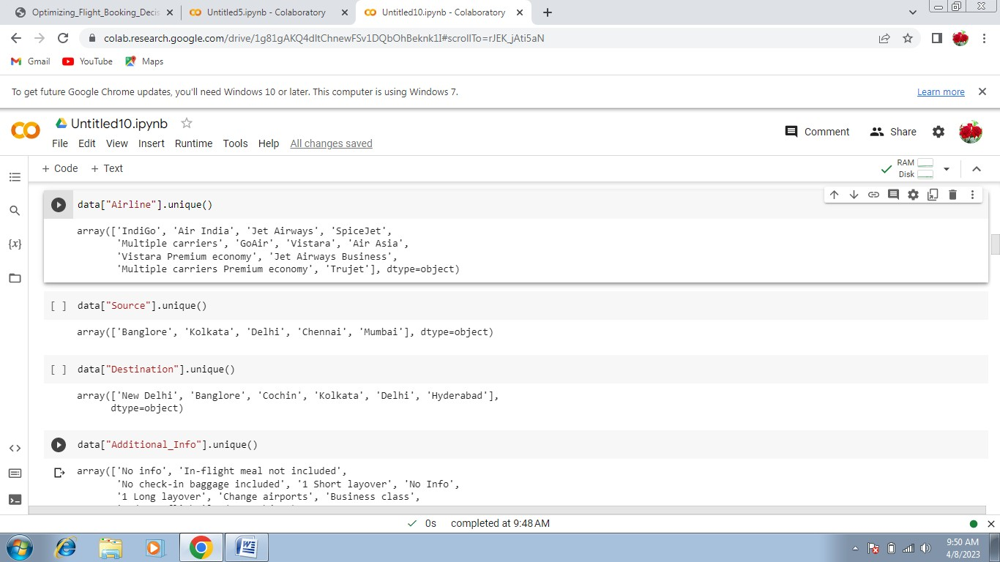 Optimizing_Flight_Booking_Decis
Untitled5.ipynb - Colaboratory
Untitled10.ipynb - Colaboratory
colab.research.google.com/drive/1g81gAKQ4dltChnewFSv1DQbOhBeknk1I#scrollTo=rJEK_jAti5aN
Gmail YouTube Maps
To get future Google Chrome updates, you'll need Windows 10 or later. This computer is using Windows 7.
Learn more
Untitled10.ipynb
Comment Share
File Edit View Insert Runtime Tools Help All changes saved
+ Code + Text
RAM
Disk
data["Airline"].unique()
array(['IndiGo', 'Air India', 'Jet Airways', 'SpiceJet',
'Multiple carriers', 'GoAir', 'Vistara', 'Air Asia',
'Vistara Premium economy', 'Jet Airways Business',
'Multiple carriers Premium economy', 'Trujet'], dtype=object)
[ ] data["Source"].unique()
array(['Banglore', 'Kolkata', 'Delhi', 'Chennai', 'Mumbai'], dtype=object)
[ ] data["Destination"].unique()
array(['New Delhi', 'Banglore', 'Cochin', 'Kolkata', 'Delhi', 'Hyderabad'],
dtype=object)
data["Additional_Info"].unique()
array(['No info', 'In-flight meal not included',
'No check-in baggage included', '1 Short layover', 'No Info',
'1 Long layover', 'Change airports', 'Business class',
0s completed at 9:48 AM
9:50 AM
4/8/2023